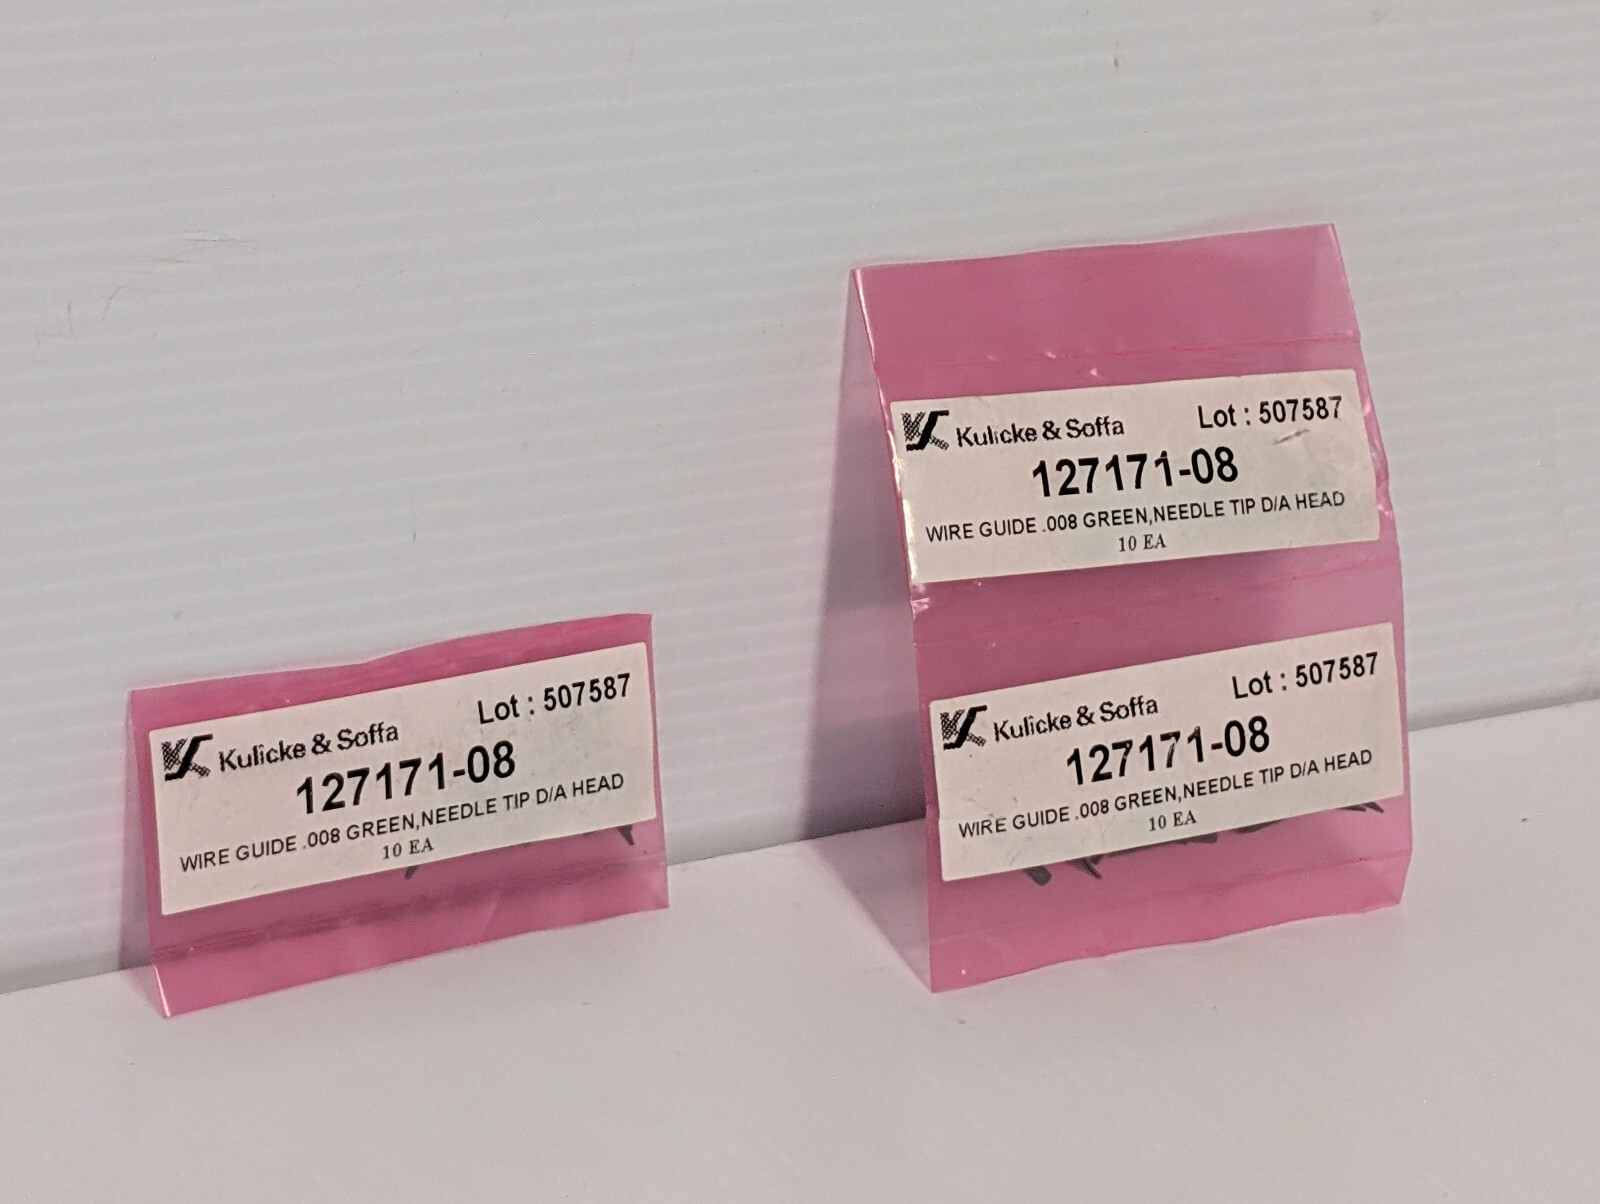 Kulicke & Soffa Lot : 507587
127171-08
WIRE GUIDE .008 GREEN,NEEDLE TIP D/A HEAD
10 EA
Kulicke & Soffa Lot : 507587
127171-08
WIRE GUIDE .008 GREEN,NEEDLE TIP D/A HEAD
10 EA
Kulicke & Soffa Lot : 507587
127171-08
WIRE GUIDE .008 GREEN,NEEDLE TIP D/A HEAD
10 EA